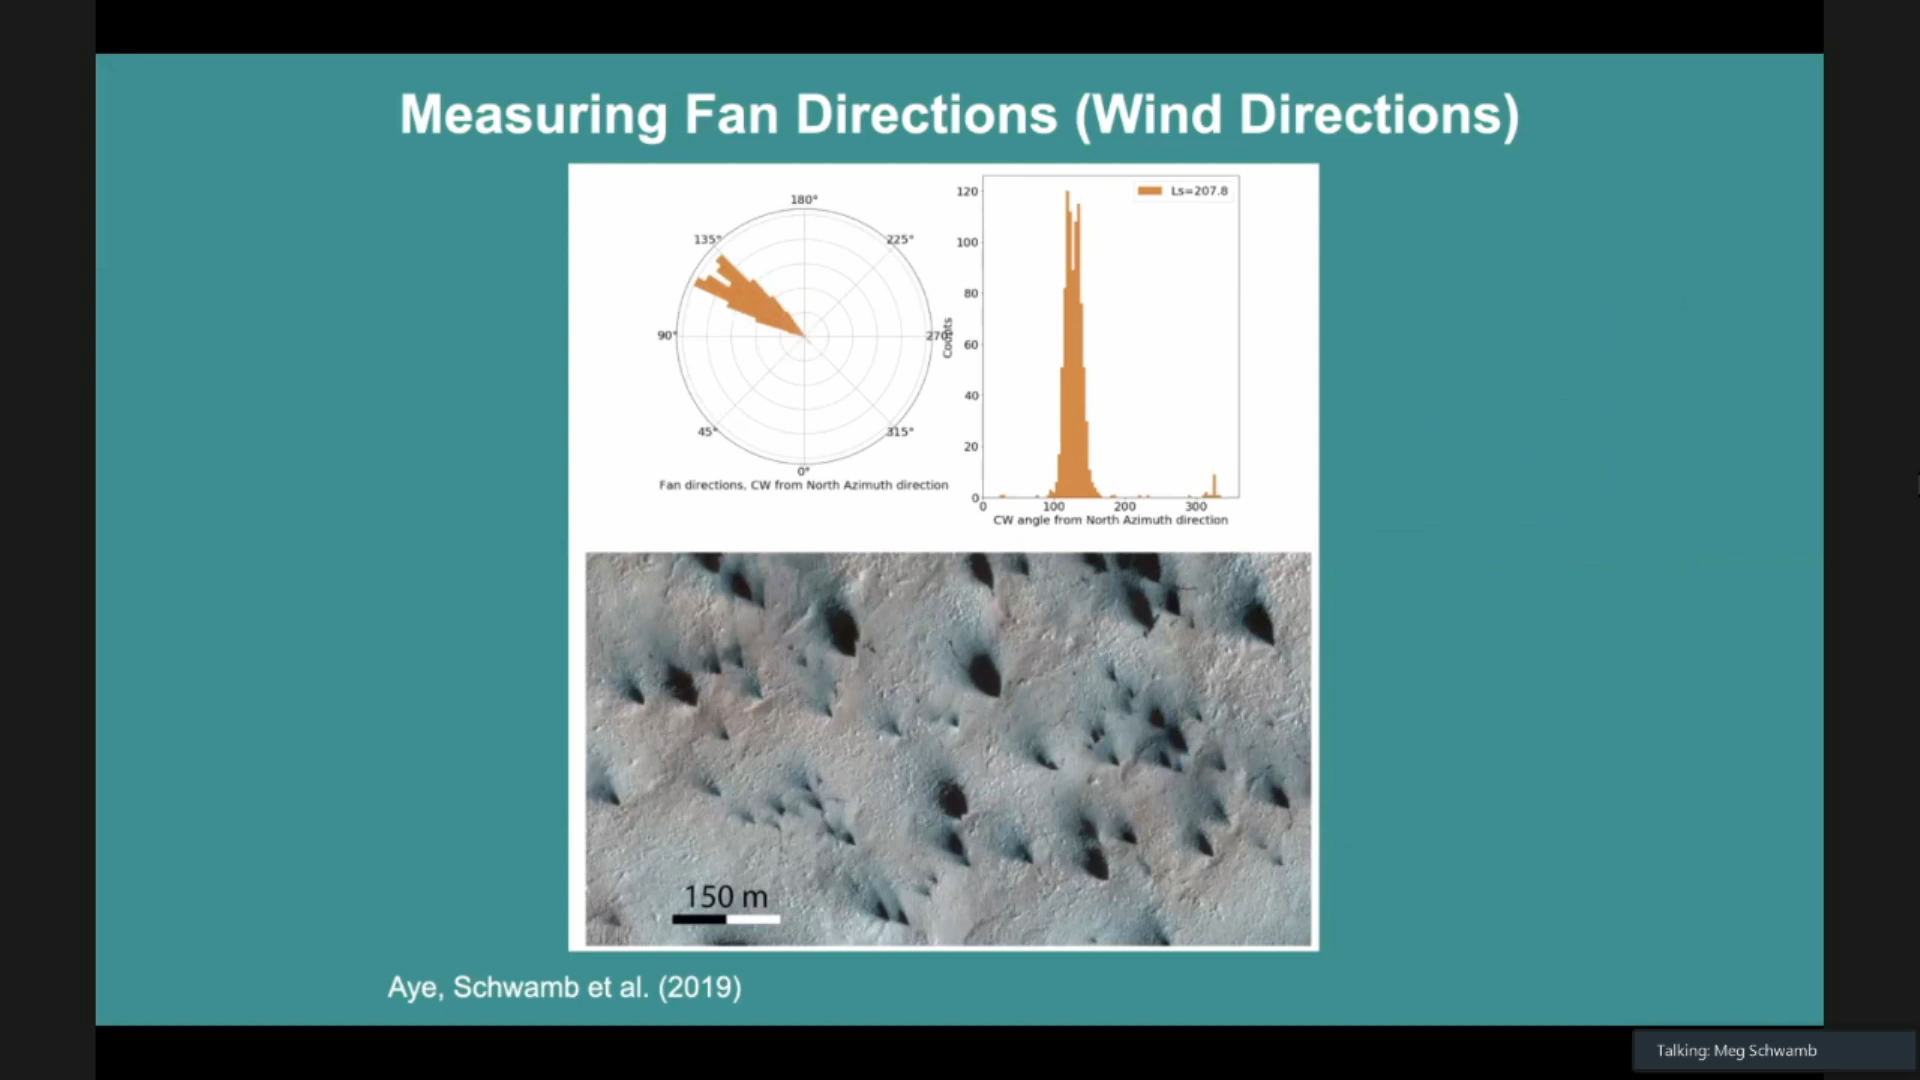 Measuring Fan Directions (Wind Directions)
180°
135°
225°
90°
270
45°
315°
0°
Fan directions, CW from North Azimuth direction
Ls=207.8
120
100
80
60
40
20
0
Counts
0 100 200 300
CW angle from North Azimuth direction
150 m
Aye, Schwamb et al. (2019)
Talking: Meg Schwamb